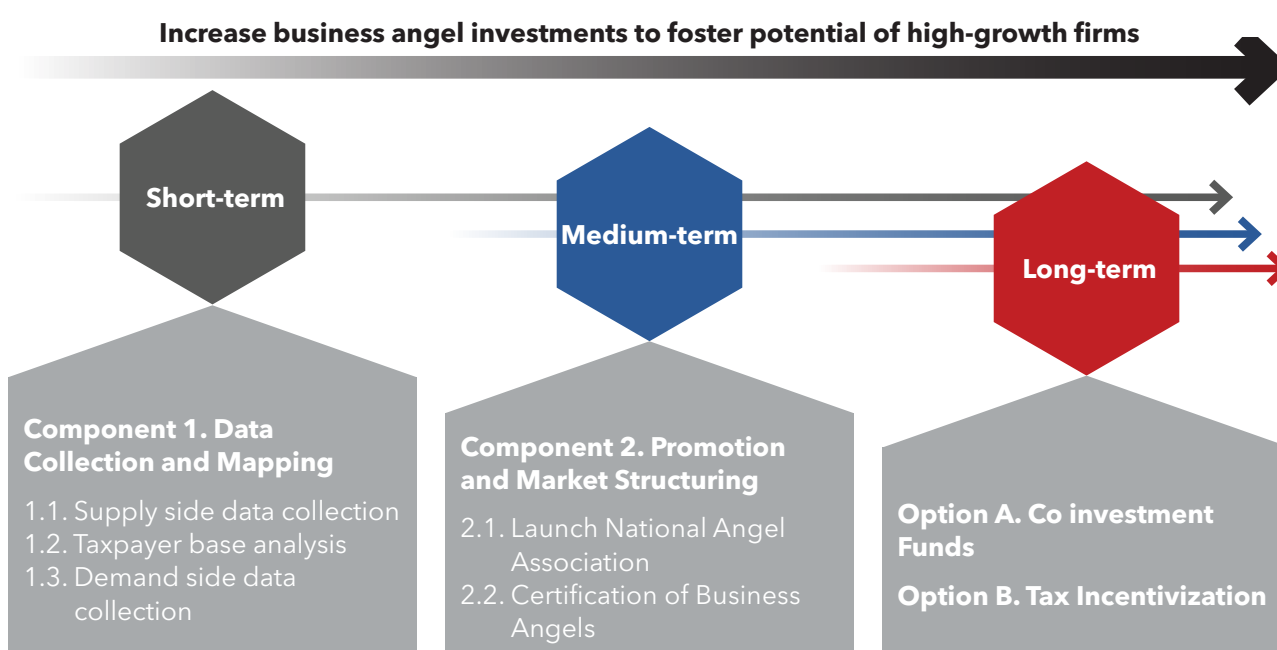 Increase business angel investments to foster potential of high-growth firms
Short-term
Medium-term
Long-term
Component 1. Data
Collection and Mapping
1.1. Supply side data collection
1.2. Taxpayer base analysis
1.3. Demand side data
collection
Component 2. Promotion
and Market Structuring
2.1. Launch National Angel
Association
2.2. Certification of Business
Angels
Option A. Co investment
Funds
Option B. Tax Incentivization